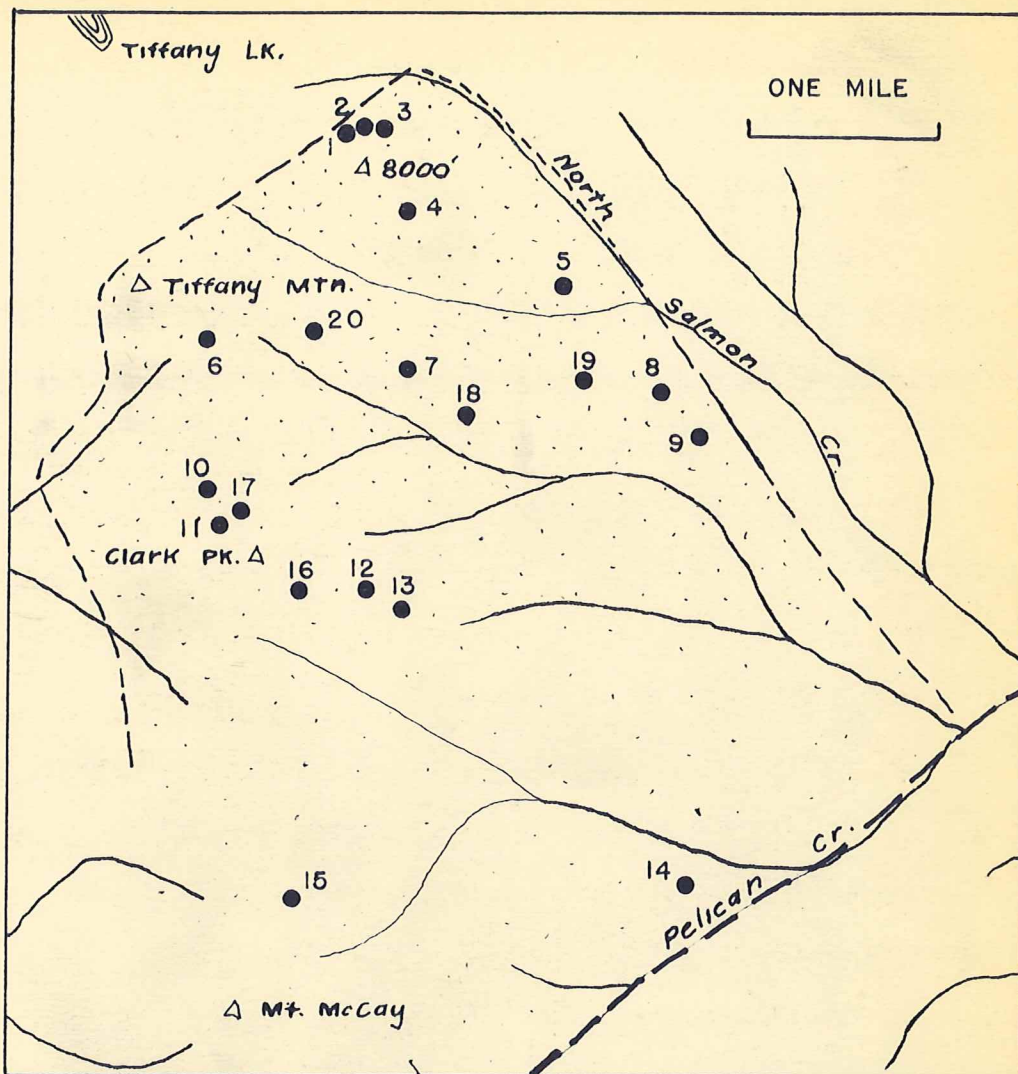 Tiffany LK.
ONE MILE
2 3
1
△ 8000'
4
North
5
△ Tiffany MTn.
Salmon
20
6
7
19 8
18
9
Cr.
10
17
11
Clark PK. △
16 12
13
Cr.
14
15
Pelican
△ Mt. McCay